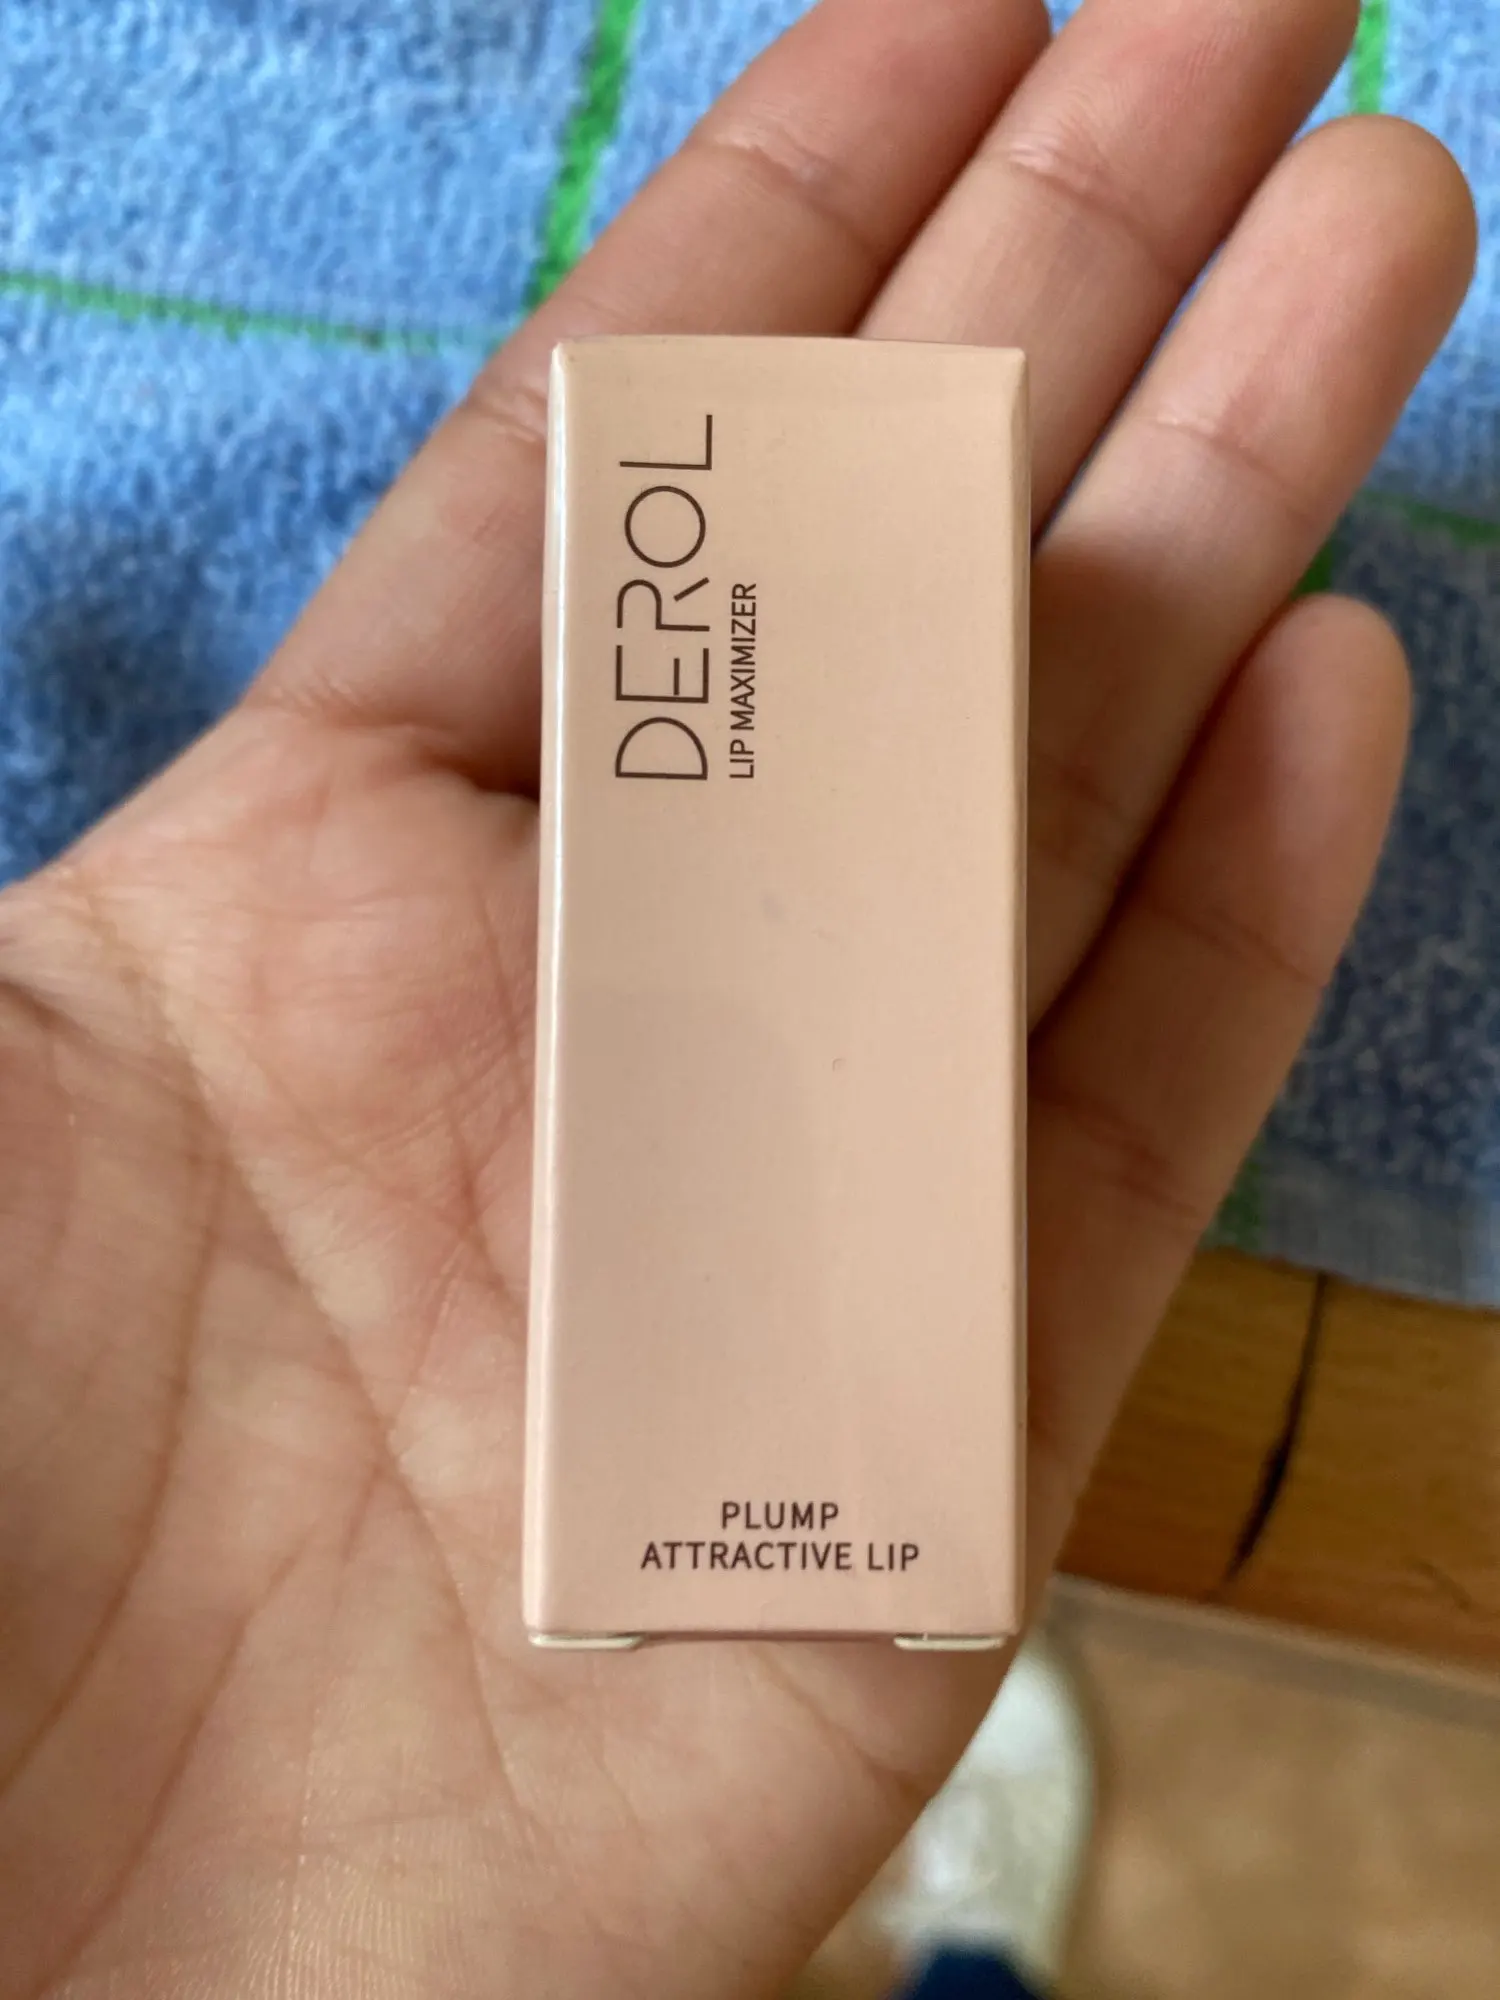 DEROL
LIP MAXIMIZER
PLUMP
ATTRACTIVE LIP